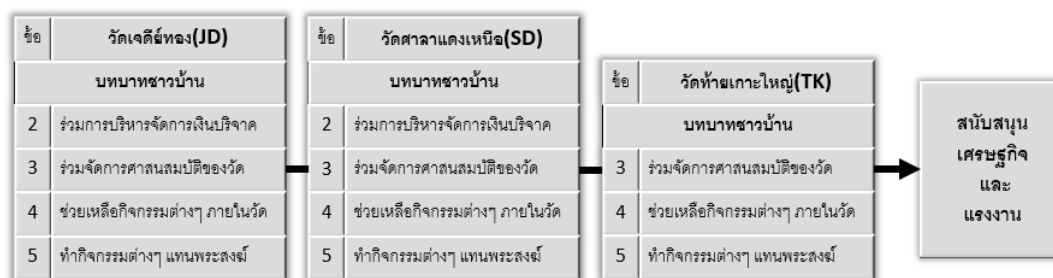 ข้อ วัดเจดีย์ทอง(JD)
บทบาทชาวบ้าน
2 ร่วมการบริหารจัดการเงินบริจาค
3 ร่วมจัดการศาสนสมบัติของวัด
4 ช่วยเหลือกิจกรรมต่างๆ ภายในวัด
5 ทำกิจกรรมต่างๆ แทนพระสงฆ์
ข้อ วัดศาลาแดงเหนือ(SD)
บทบาทชาวบ้าน
2 ร่วมการบริหารจัดการเงินบริจาค
3 ร่วมจัดการศาสนสมบัติของวัด
4 ช่วยเหลือกิจกรรมต่างๆ ภายในวัด
5 ทำกิจกรรมต่างๆ แทนพระสงฆ์
ข้อ วัดท้ายเกาะใหญ่(TK)
บทบาทชาวบ้าน
3 ร่วมจัดการศาสนสมบัติของวัด
4 ช่วยเหลือกิจกรรมต่างๆ ภายในวัด
5 ทำกิจกรรมต่างๆ แทนพระสงฆ์
สนับสนุน
เศรษฐกิจ
และ
แรงงาน